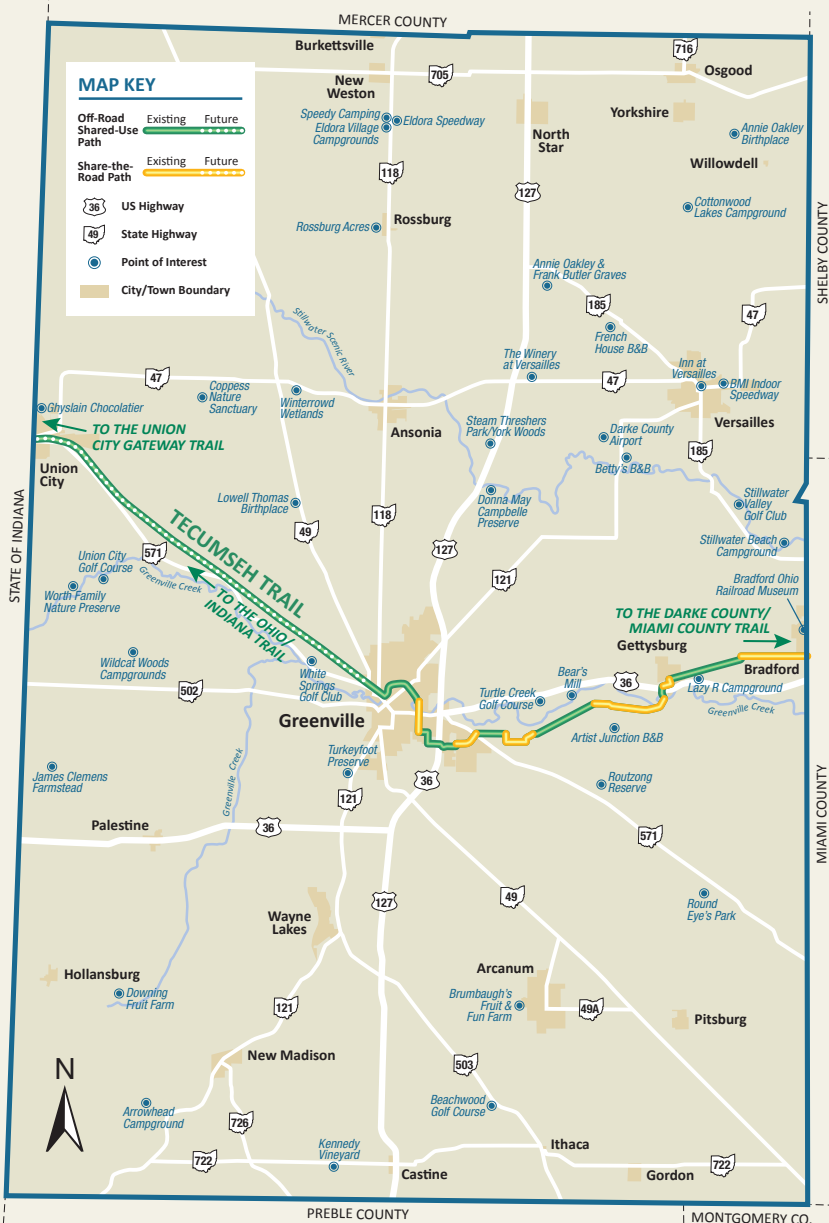 MERCER COUNTY
Burkettsville
716
MAP KEY
Off-Road
Shared-Use
Path
Existing
Future
Share-the-
Road Path
Existing
Future
36
US Highway
49
State Highway
Point of Interest
City/Town Boundary
New
Weston
705
Osgood
Speedy Camping
Eldora Village
Campgrounds
Eldora Speedway
North
Star
Yorkshire
Annie Oakley
Birthplace
Willowdell
118
127
Cottonwood
Lakes Campground
Rossburg Acres
Rossburg
SHELBY COUNTY
Annie Oakley &
Frank Butler Graves
185
47
Stillwater Scenic River
French
House B&B
The Winery
at Versailles
Inn at
Versailles
47
Coppess
Nature
Sanctuary
Winterrowd
Wetlands
47
BMI Indoor
Speedway
Ghyslain Chocolatier
TO THE UNION
CITY GATEWAY TRAIL
Ansonia
Steam Threshers
Park/York Woods
Darke County
Airport
Versailles
Union
City
185
Betty's B&B
Lowell Thomas
Birthplace
Donna May
Campbelle
Preserve
Stillwater
Valley
Golf Club
49
118
TECUMSEH TRAIL
STATE OF INDIANA
571
127
Stillwater Beach
Campground
Union City
Golf Course
Greenville Creek
Worth Family
Nature Preserve
TO THE OHIO/
INDIANA TRAIL
121
Bradford Ohio
Railroad Museum
TO THE DARKE COUNTY/
MIAMI COUNTY TRAIL
Wildcat Woods
Campgrounds
White
Springs
Golf Club
Gettysburg
Bradford
502
Bear's
Mill
36
Turtle Creek
Golf Course
Lazy R Campground
Greenville Creek
Greenville
Artist Junction B&B
Turkeyfoot
Preserve
36
James Clemens
Farmstead
Greenville Creek
121
Routzong
Reserve
Palestine
36
571
MIAMI COUNTY
127
49
Round
Eye's Park
Wayne
Lakes
Hollansburg
Arcanum
Downing
Fruit Farm
Brumbaugh's
Fruit &
Fun Farm
121
49A
Pitsburg
New Madison
N
503
Arrowhead
Campground
726
Beachwood
Golf Course
Ithaca
722
Kennedy
Vineyard
Castine
Gordon
722
PREBLE COUNTY
MONTGOMERY CO.